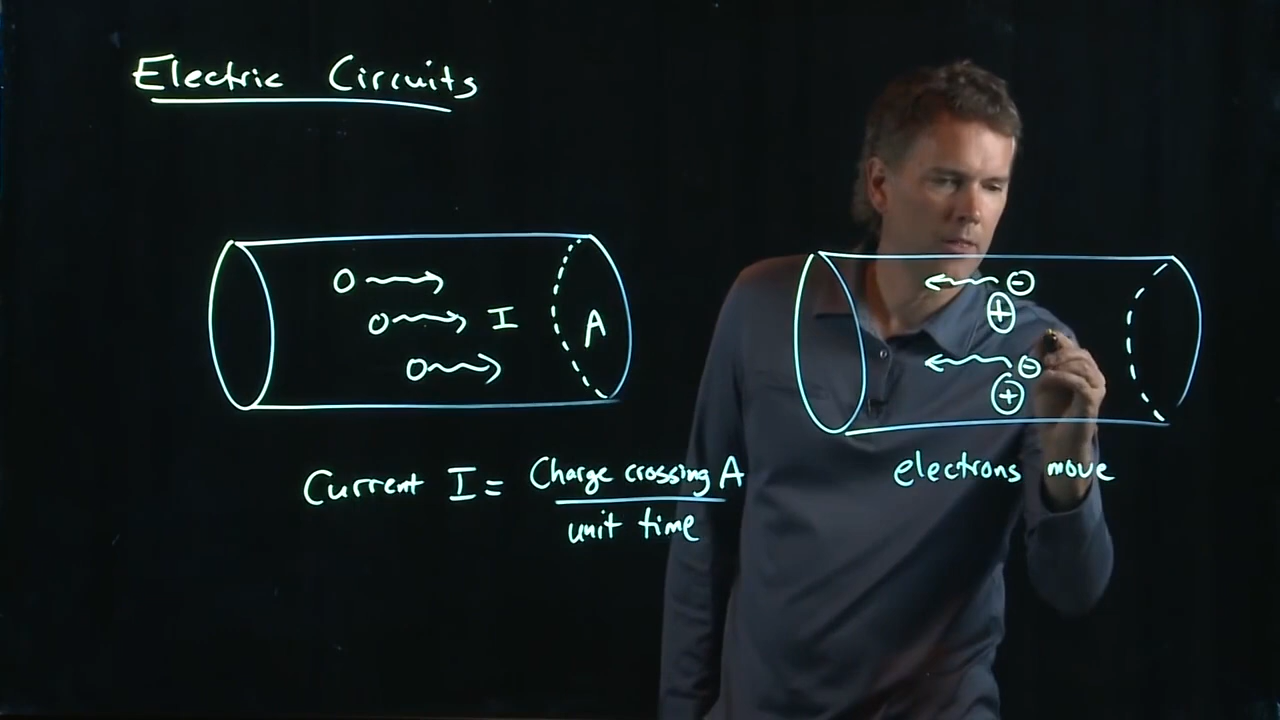 Electric Circuits
I
A
Current I = Charge crossing A
unit time
-
+
-
+
electrons move